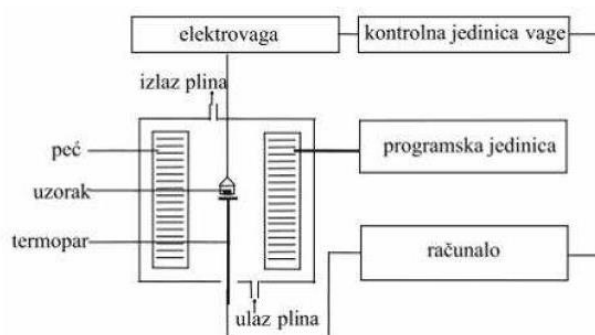 elektrovaga
kontrolna jedinica vage
izlaz plina
peć
programska jedinica
uzorak
termopar
računalo
ulaz plina